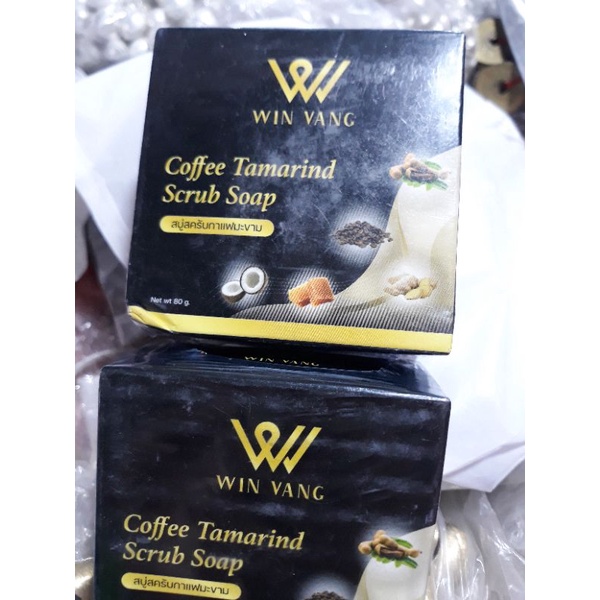 WIN VANG
Coffee Tamarind
Scrub Soap
สบู่สครับกาแฟมะขาม
Net wt 80 g.
WIN VANG
WIN VANG
Coffee Tamarind
Scrub Soap
สบู่สครับกาแฟมะขาม